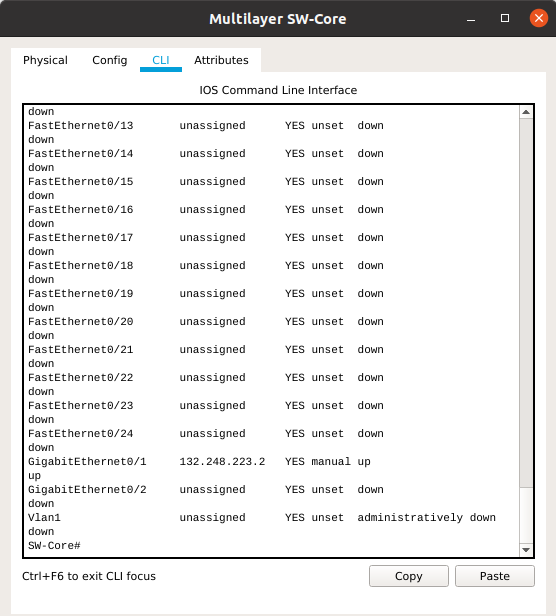 Multilayer SW-Core
Physical Config CLI Attributes
IOS Command Line Interface
down
FastEthernet0/13 unassigned YES unset down
down
FastEthernet0/14 unassigned YES unset down
down
FastEthernet0/15 unassigned YES unset down
down
FastEthernet0/16 unassigned YES unset down
down
FastEthernet0/17 unassigned YES unset down
down
FastEthernet0/18 unassigned YES unset down
down
FastEthernet0/19 unassigned YES unset down
down
FastEthernet0/20 unassigned YES unset down
down
FastEthernet0/21 unassigned YES unset down
down
FastEthernet0/22 unassigned YES unset down
down
FastEthernet0/23 unassigned YES unset down
down
FastEthernet0/24 unassigned YES unset down
down
GigabitEthernet0/1 132.248.223.2 YES manual up
up
GigabitEthernet0/2 unassigned YES unset down
down
Vlan1 unassigned YES unset administratively down
down
SW-Core#
Ctrl+F6 to exit CLI focus Copy Paste